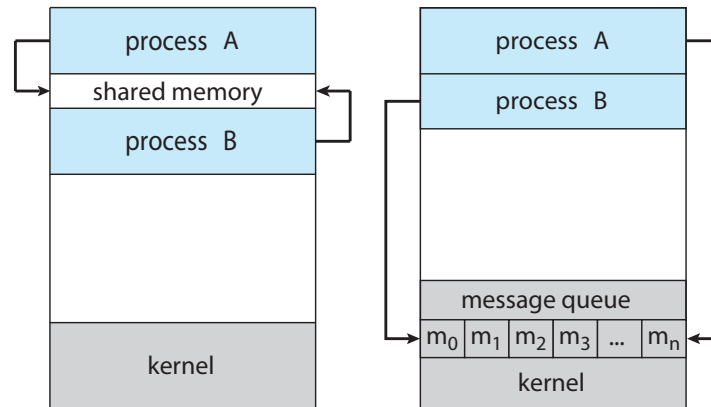 process A
shared memory
process B
kernel
process A
process B
message queue
m₀ m₁ m₂ m₃ ... mₙ
kernel